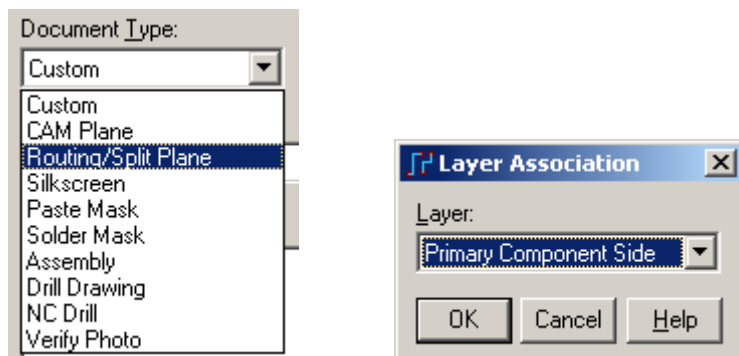 Document Type:
Custom
Custom
CAM Plane
Routing/Split Plane
Silkscreen
Paste Mask
Solder Mask
Assembly
Drill Drawing
NC Drill
Verify Photo
Layer Association
Layer:
Primary Component Side
OK Cancel Help